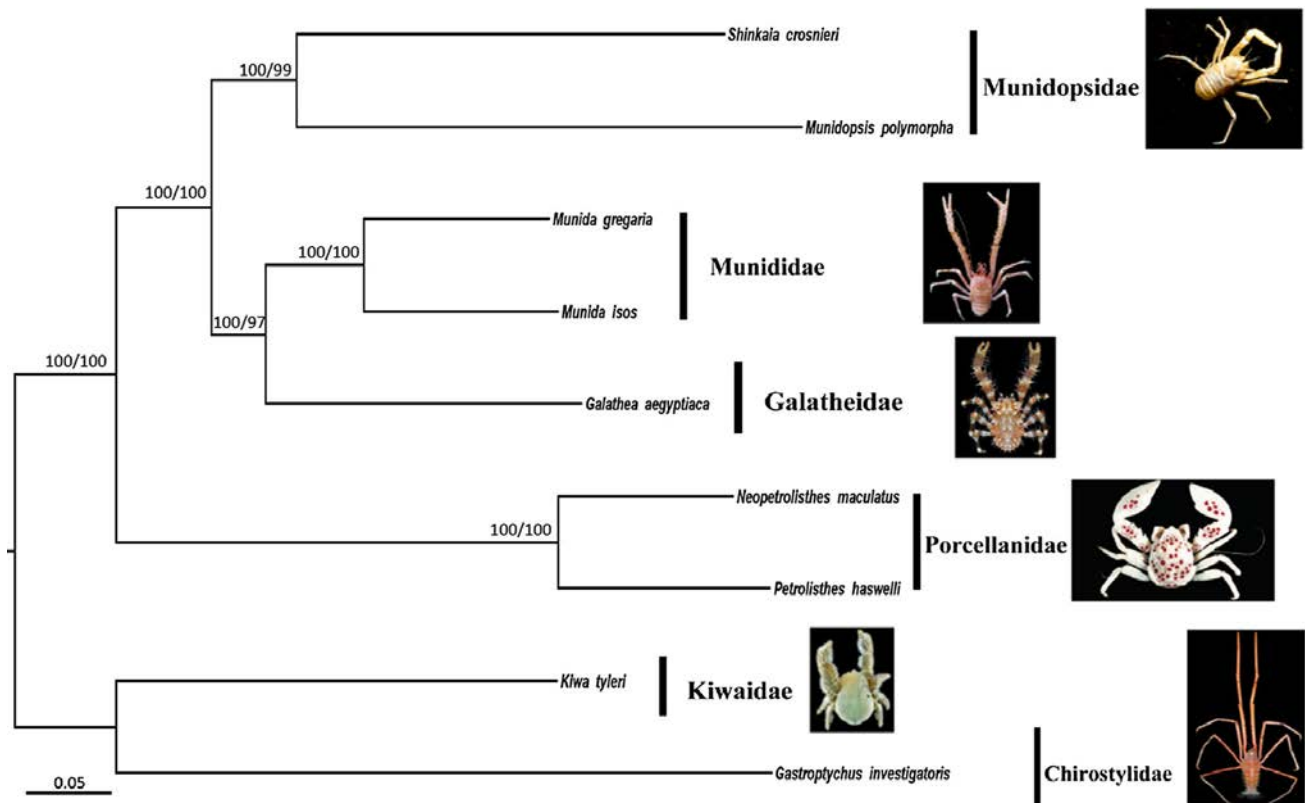 Shinkaia crosnieri
100/99
Munidopsidae
Munidopsis polymorpha
100/100
Munida gregaria
100/100
Munididae
Munida isos
100/97
100/100
Galathea aegyptiaca
Galatheidae
Neopetrolisthes maculatus
100/100
Porcellanidae
Petrolisthes haswelli
Kiwa tyleri
Kiwaidae
Gastroptychus investigatoris
Chirostylidae
0.05